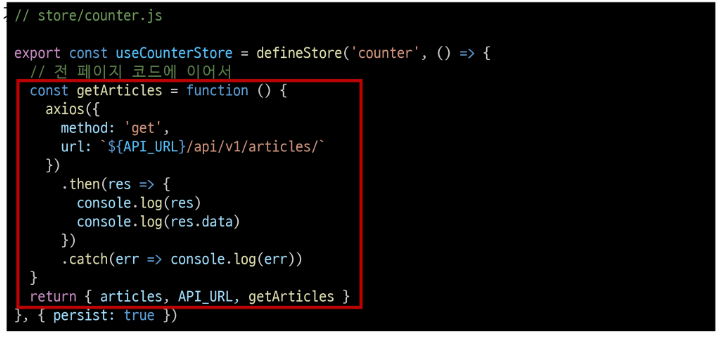 // store/counter.js
export const useCounterStore = defineStore('counter', () => {
// 전 페이지 코드에 이어서
const getArticles = function () {
axios({
method: 'get',
url: `${API_URL}/api/v1/articles/`
})
.then(res => {
console.log(res)
console.log(res.data)
})
.catch(err => console.log(err))
}
return { articles, API_URL, getArticles }
}, { persist: true })